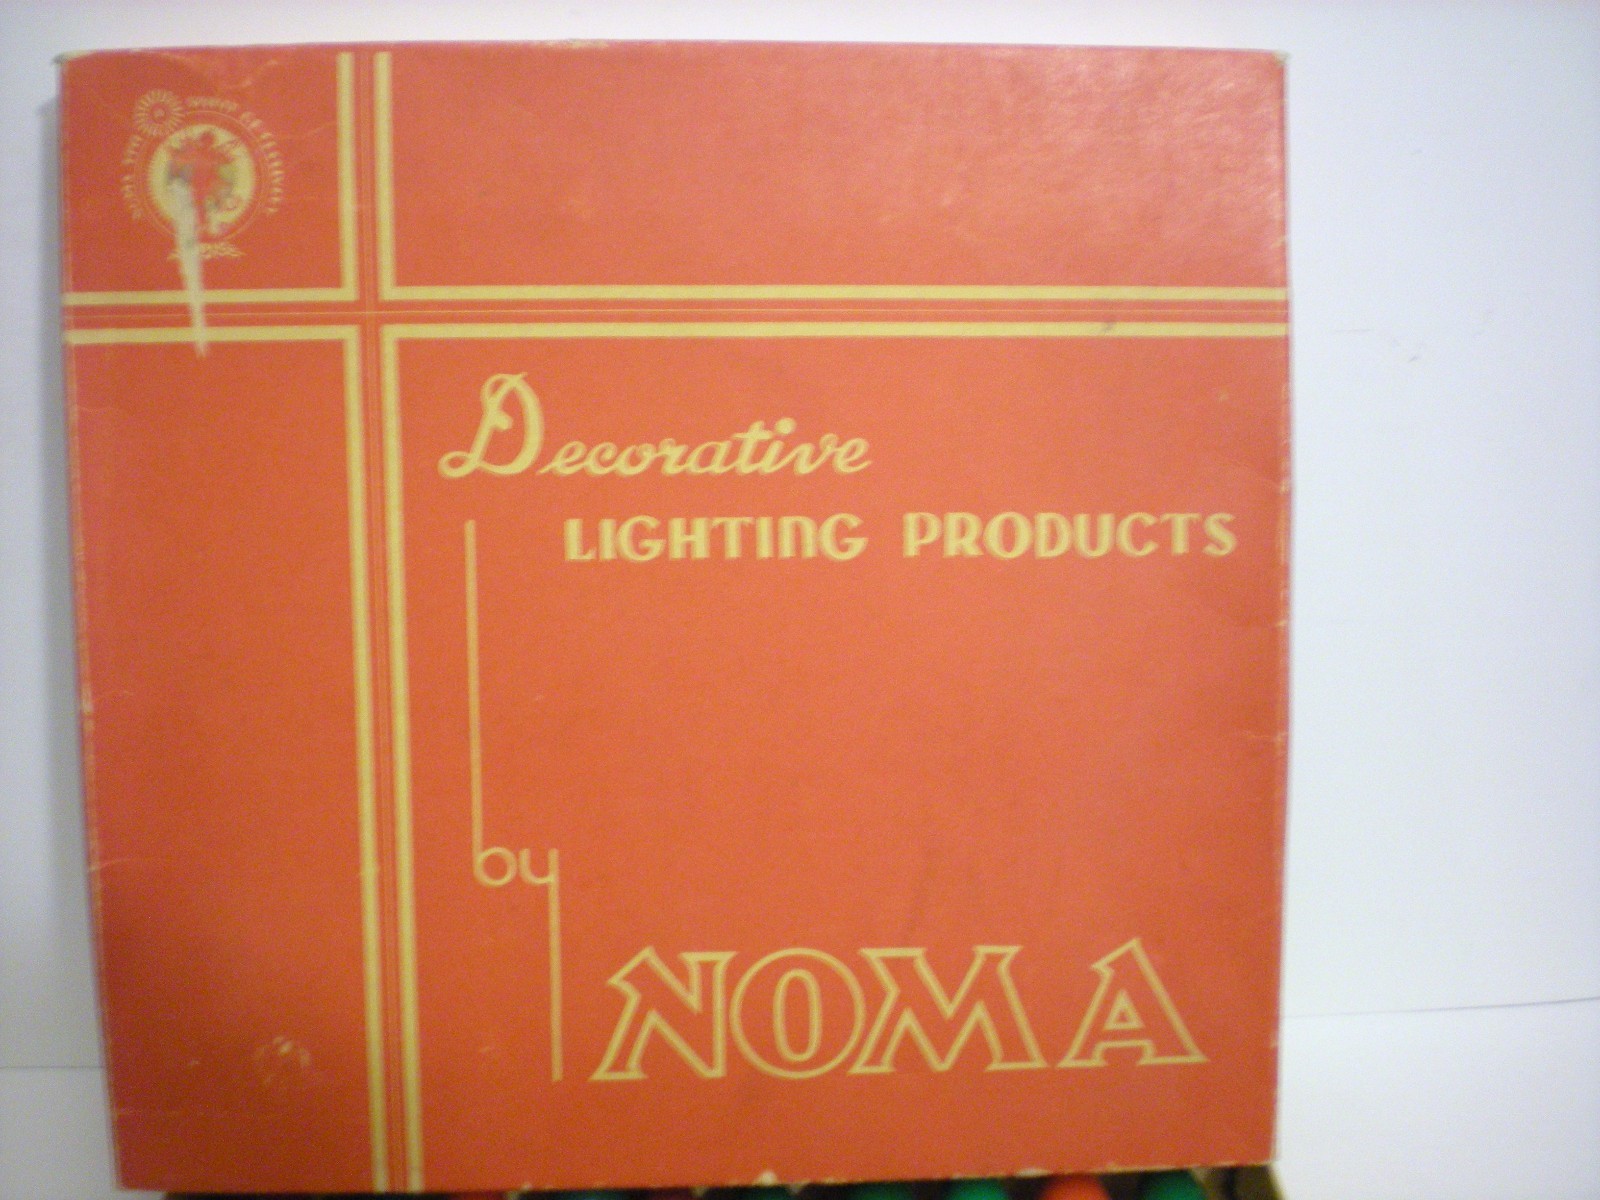 Decorative
LIGHTING PRODUCTS
by
NOMA